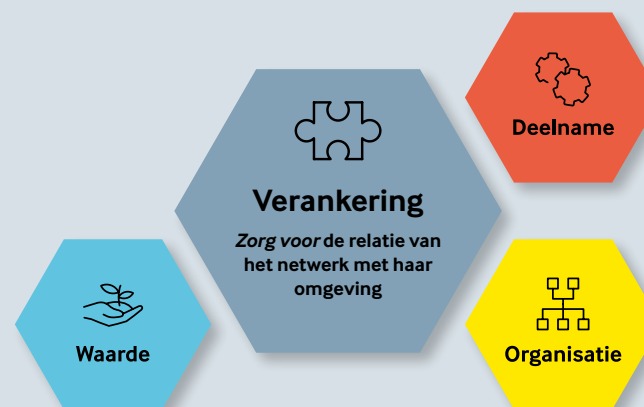 Deelname
Verankering
Zorg voor de relatie van
het netwerk met haar
omgeving
Waarde
Organisatie